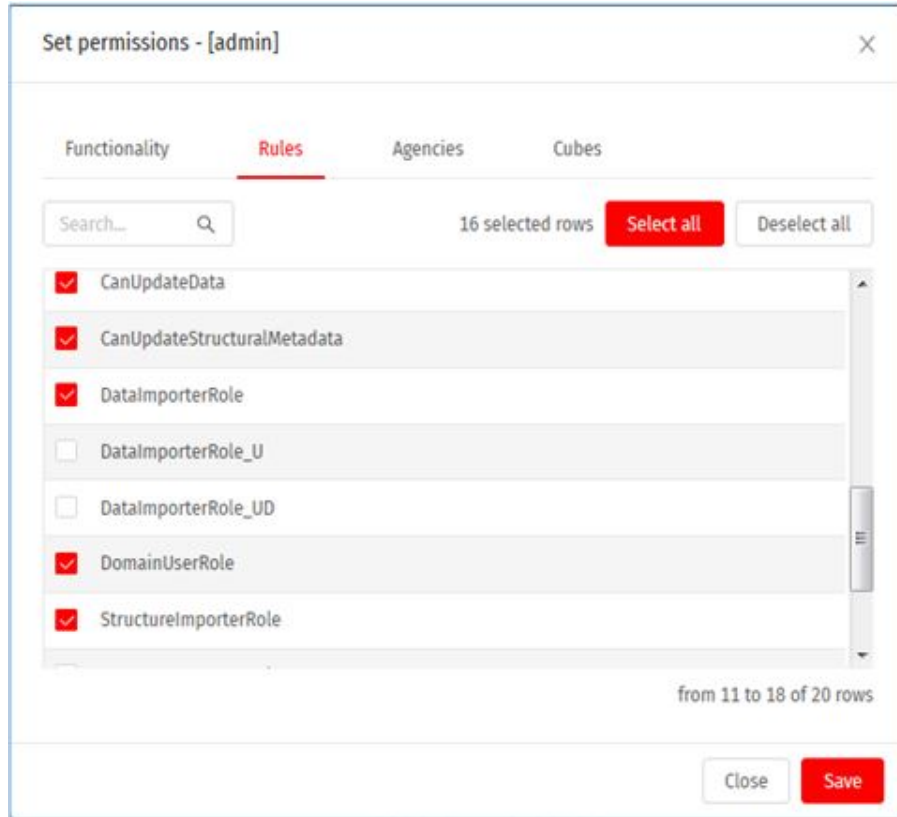 Set permissions - [admin]
Functionality Rules Agencies Cubes
Search... 16 selected rows Select all Deselect all
CanUpdateData
CanUpdateStructuralMetadata
DataImporterRole
DataImporterRole_U
DataImporterRole_UD
DomainUserRole
StructureImporterRole
from 11 to 18 of 20 rows
Close Save